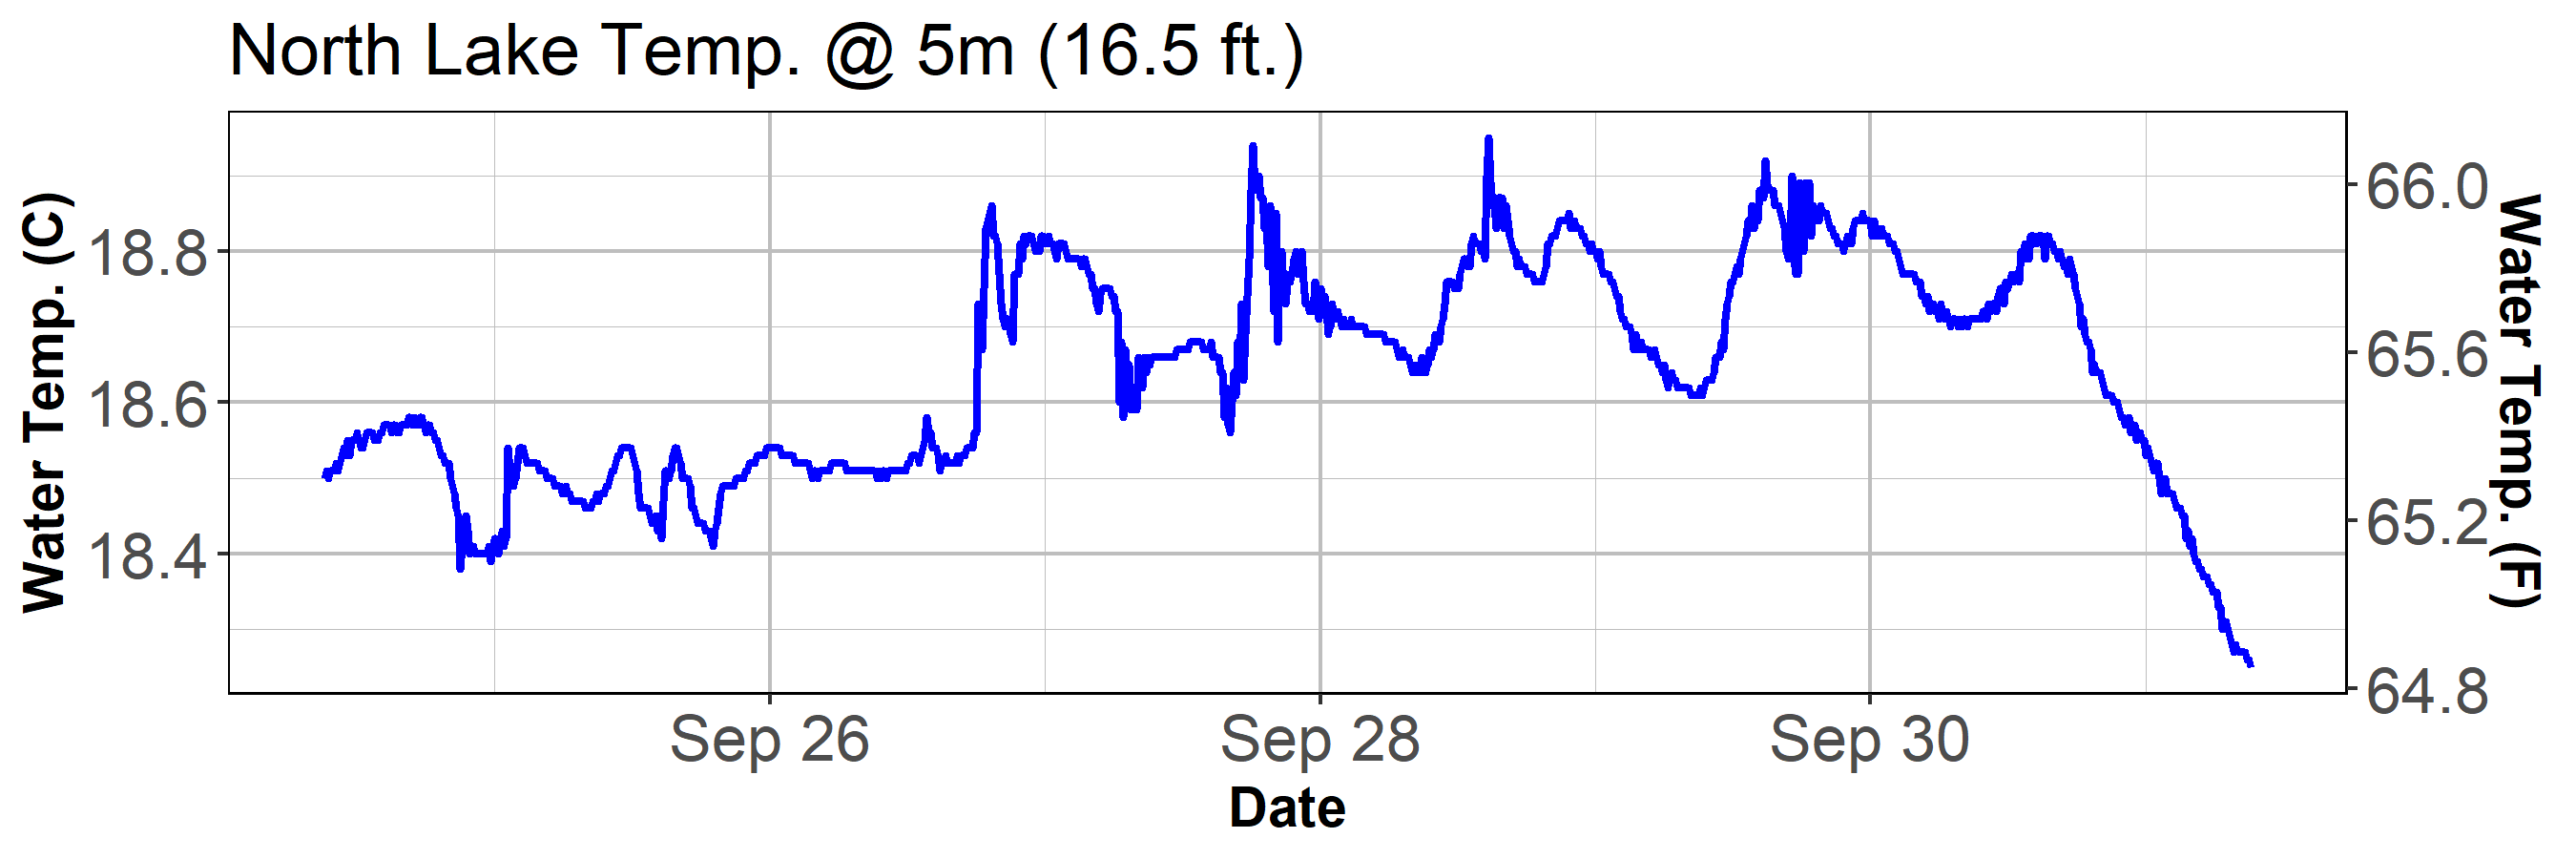 North Lake Temp. @ 5m (16.5 ft.)
Water Temp. (C)
18.8
18.6
18.4
66.0
65.6
65.2
64.8
Water Temp. (F)
Sep 26 Sep 28 Sep 30
Date